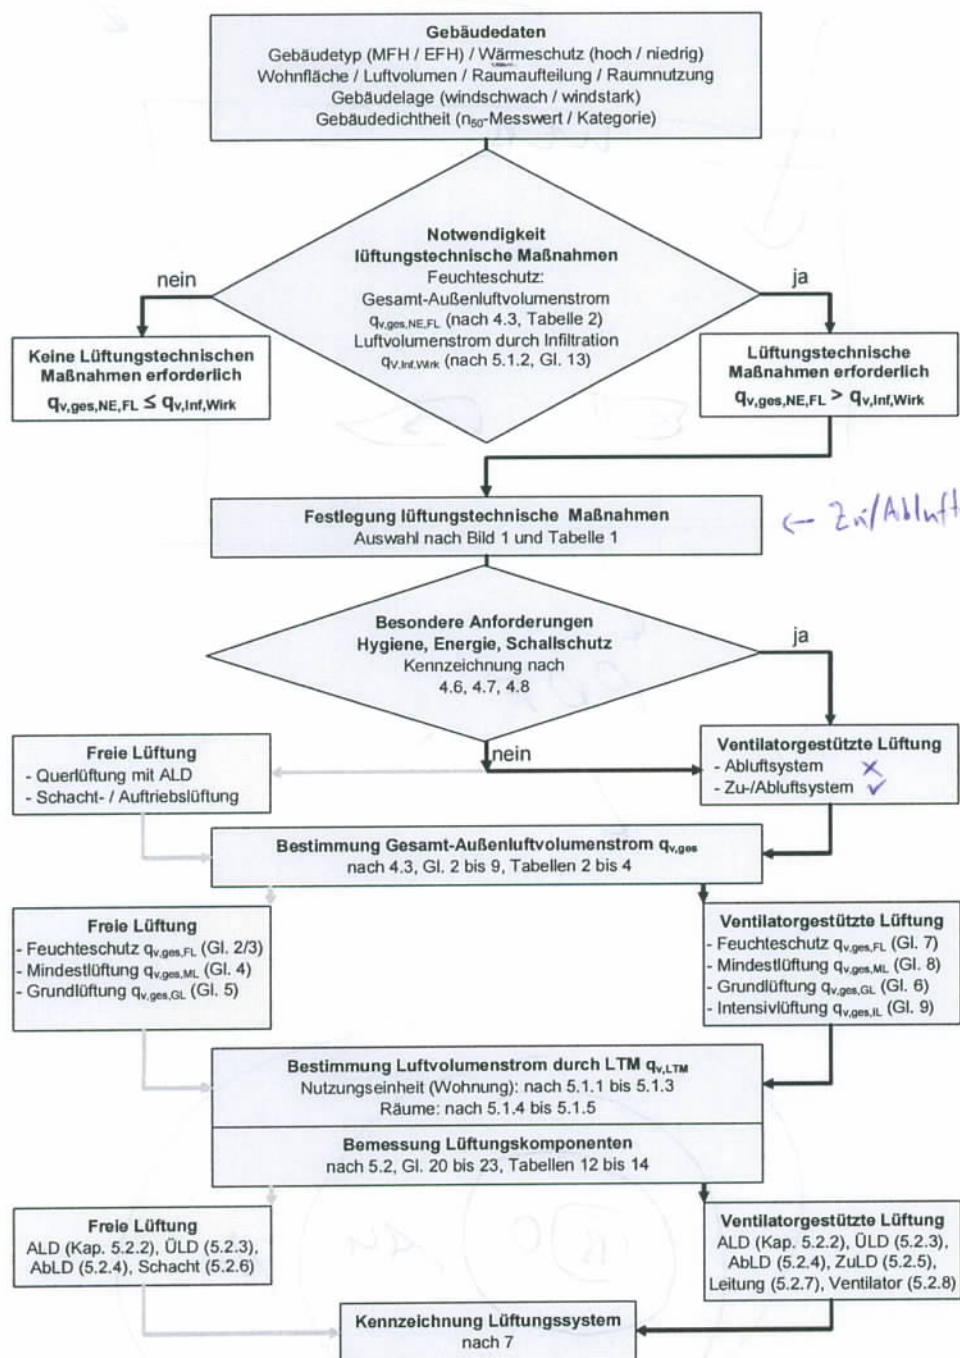 Gebäudedaten
Gebäudetyp (MFH / EFH) / Wärmeschutz (hoch / niedrig)
Wohnfläche / Luftvolumen / Raumaufteilung / Raumnutzung
Gebäudelage (windschwach / windstark)
Gebäudedichtheit (n50-Messwert / Kategorie)
Notwendigkeit
lüftungstechnische Maßnahmen
Feuchteschutz:
Gesamt-Außenluftvolumenstrom
qv,ges,NE,FL (nach 4.3, Tabelle 2)
Luftvolumenstrom durch Infiltration
qV,Inf,Wirk (nach 5.1.2, Gl. 13)
nein
ja
Keine Lüftungstechnischen
Maßnahmen erforderlich
qv,ges,NE,FL ≤ qv,Inf,Wirk
Lüftungstechnische
Maßnahmen erforderlich
qv,ges,NE,FL > qv,Inf,Wirk
Festlegung lüftungstechnische Maßnahmen
Auswahl nach Bild 1 und Tabelle 1
← Zu/Abluft
Besondere Anforderungen
Hygiene, Energie, Schallschutz
Kennzeichnung nach
4.6, 4.7, 4.8
ja
nein
Freie Lüftung
- Querlüftung mit ALD
- Schacht- / Auftriebslüftung
Ventilatorgestützte Lüftung
- Abluftsystem ✗
- Zu-/Abluftsystem ✓
Bestimmung Gesamt-Außenluftvolumenstrom qv,ges
nach 4.3, Gl. 2 bis 9, Tabellen 2 bis 4
Freie Lüftung
- Feuchteschutz qv,ges,FL (Gl. 2/3)
- Mindestlüftung qv,ges,ML (Gl. 4)
- Grundlüftung qv,ges,GL (Gl. 5)
Ventilatorgestützte Lüftung
- Feuchteschutz qv,ges,FL (Gl. 7)
- Mindestlüftung qv,ges,ML (Gl. 8)
- Grundlüftung qv,ges,GL (Gl. 6)
- Intensivlüftung qv,ges,IL (Gl. 9)
Bestimmung Luftvolumenstrom durch LTM qv,LTM
Nutzungseinheit (Wohnung): nach 5.1.1 bis 5.1.3
Räume: nach 5.1.4 bis 5.1.5
Bemessung Lüftungskomponenten
nach 5.2, Gl. 20 bis 23, Tabellen 12 bis 14
Freie Lüftung
ALD (Kap. 5.2.2), ÜLD (5.2.3),
AbLD (5.2.4), Schacht (5.2.6)
Ventilatorgestützte Lüftung
ALD (Kap. 5.2.2), ÜLD (5.2.3),
AbLD (5.2.4), ZuLD (5.2.5),
Leitung (5.2.7), Ventilator (5.2.8)
Kennzeichnung Lüftungssystem
nach 7